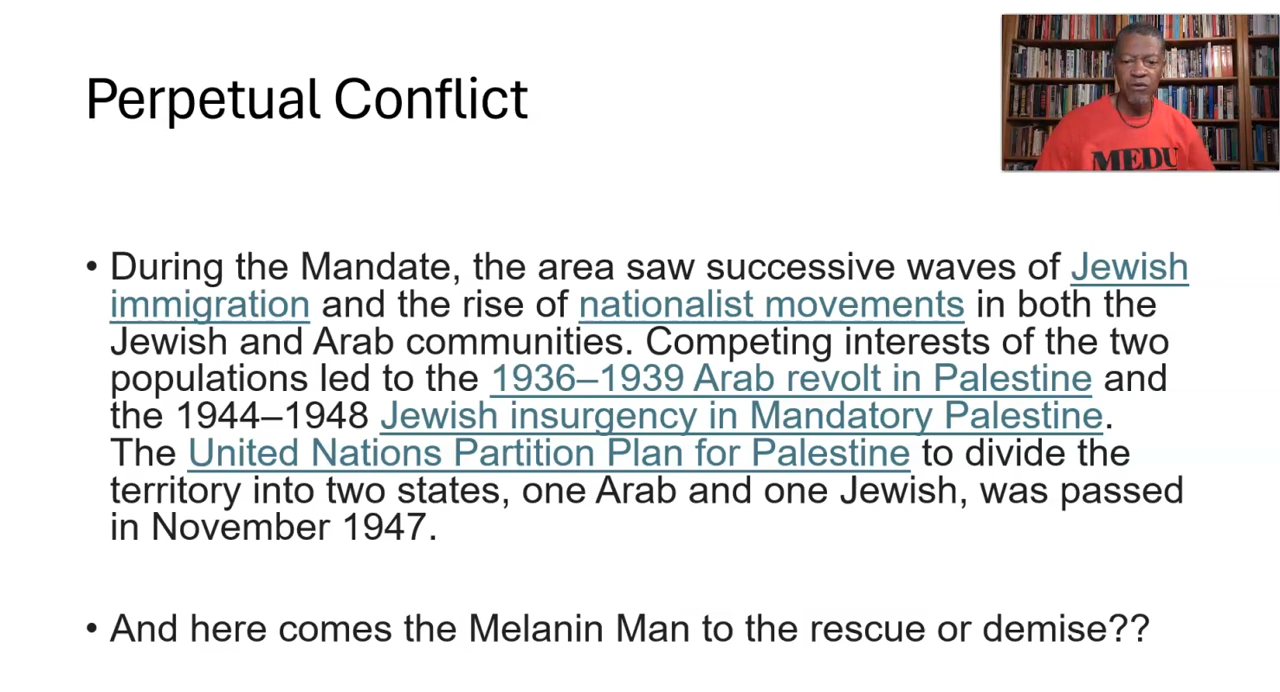 Perpetual Conflict
MEDU
• During the Mandate, the area saw successive waves of Jewish
immigration and the rise of nationalist movements in both the
Jewish and Arab communities. Competing interests of the two
populations led to the 1936–1939 Arab revolt in Palestine and
the 1944–1948 Jewish insurgency in Mandatory Palestine.
The United Nations Partition Plan for Palestine to divide the
territory into two states, one Arab and one Jewish, was passed
in November 1947.
• And here comes the Melanin Man to the rescue or demise??